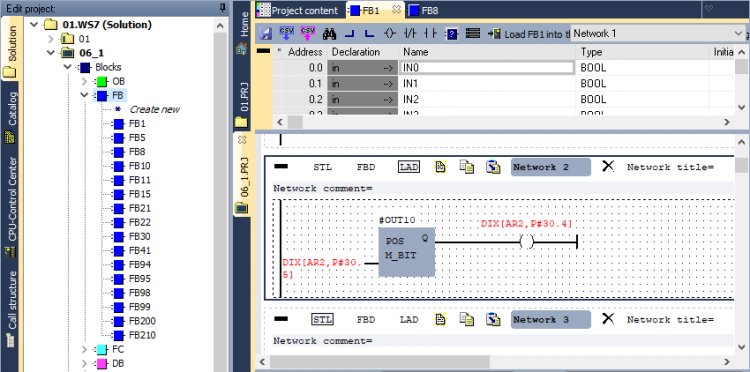 Edit project:
Solution
Catalog
CPU-Control Center
Call structure
01.WS7 (Solution)
01
06_1
Blocks
OB
FB
Create new
FB1
FB5
FB8
FB10
FB11
FB15
FB21
FB22
FB30
FB41
FB94
FB95
FB98
FB99
FB200
FB210
FC
DB
Home
01.PRJ
06_1.PRJ
Project content
FB1
FB8
CSV CSV Load FB1 into th Network 1
* Address Declaration Name Type Initia
0.0 in --> IN0 BOOL
0.1 in --> IN1 BOOL
0.2 in --> IN2 BOOL
STL FBD LAD Network 2 Network title=
Network comment=
#OUT10
DIX[AR2,P#30.4]
POS Q
M_BIT
DIX[AR2,P#30.
5]
STL FBD LAD Network 3 Network title=
Network comment=